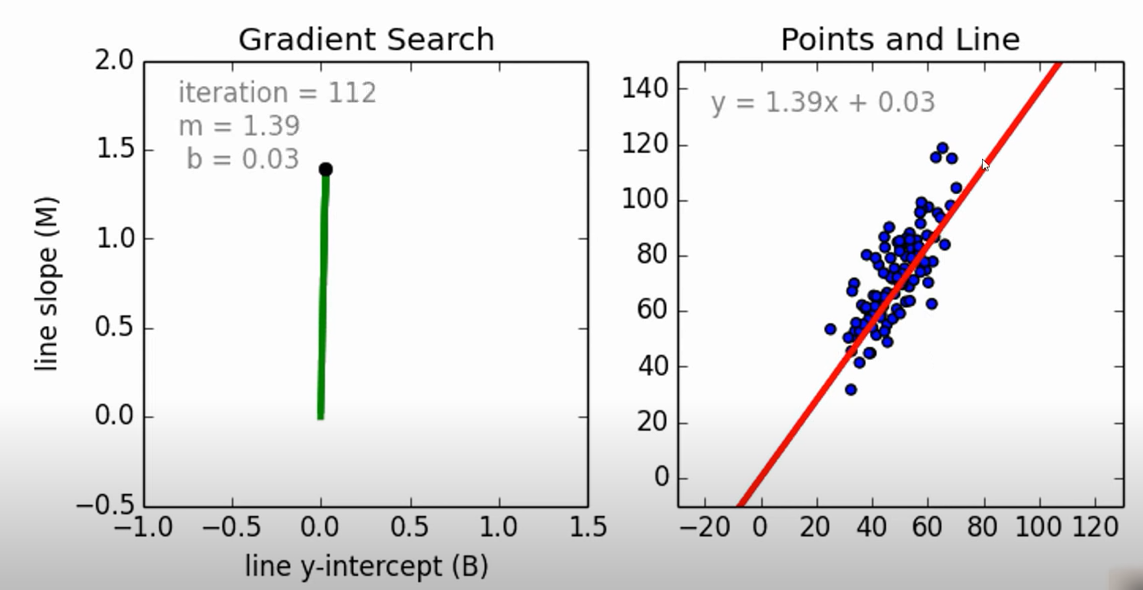 Gradient Search
iteration = 112
m = 1.39
b = 0.03
line slope (M)
2.0
1.5
1.0
0.5
0.0
−0.5
−1.0 −0.5 0.0 0.5 1.0 1.5
line y-intercept (B)
Points and Line
y = 1.39x + 0.03
140
120
100
80
60
40
20
0
−20 0 20 40 60 80 100 120